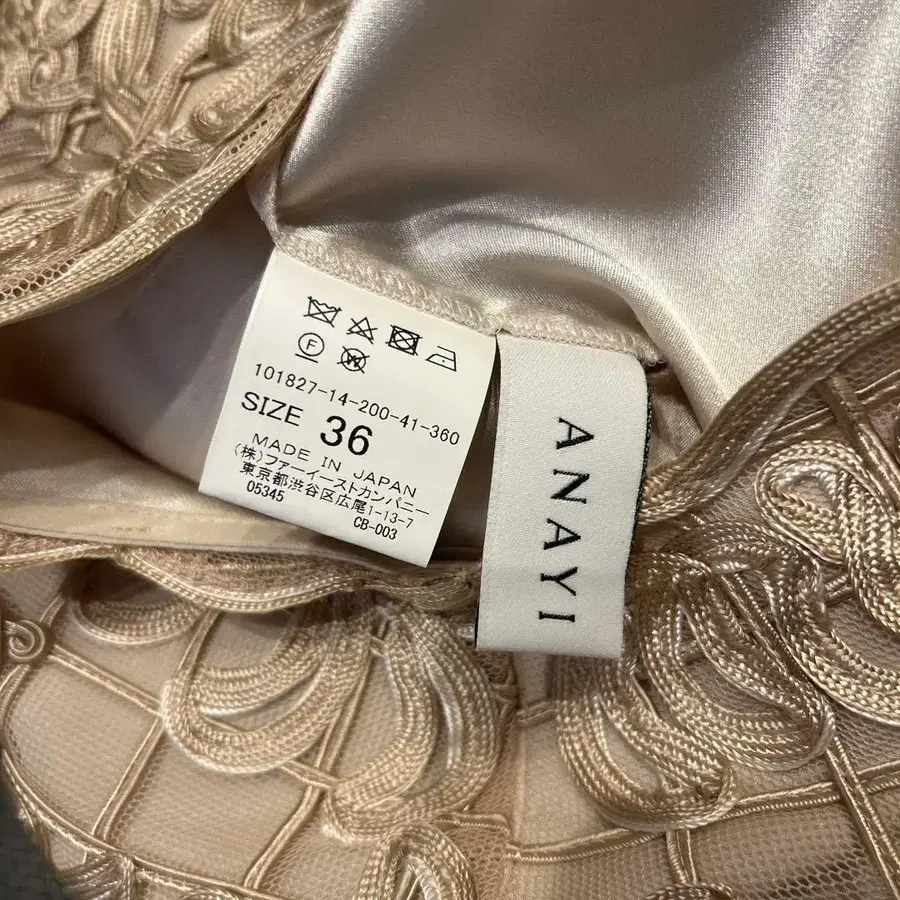 101827-14-200-41-360
SIZE 36
MADE IN JAPAN
(株)ファーイーストカンパニー
東京都渋谷区広尾1-13-7
05345 CB-003
ANAYI